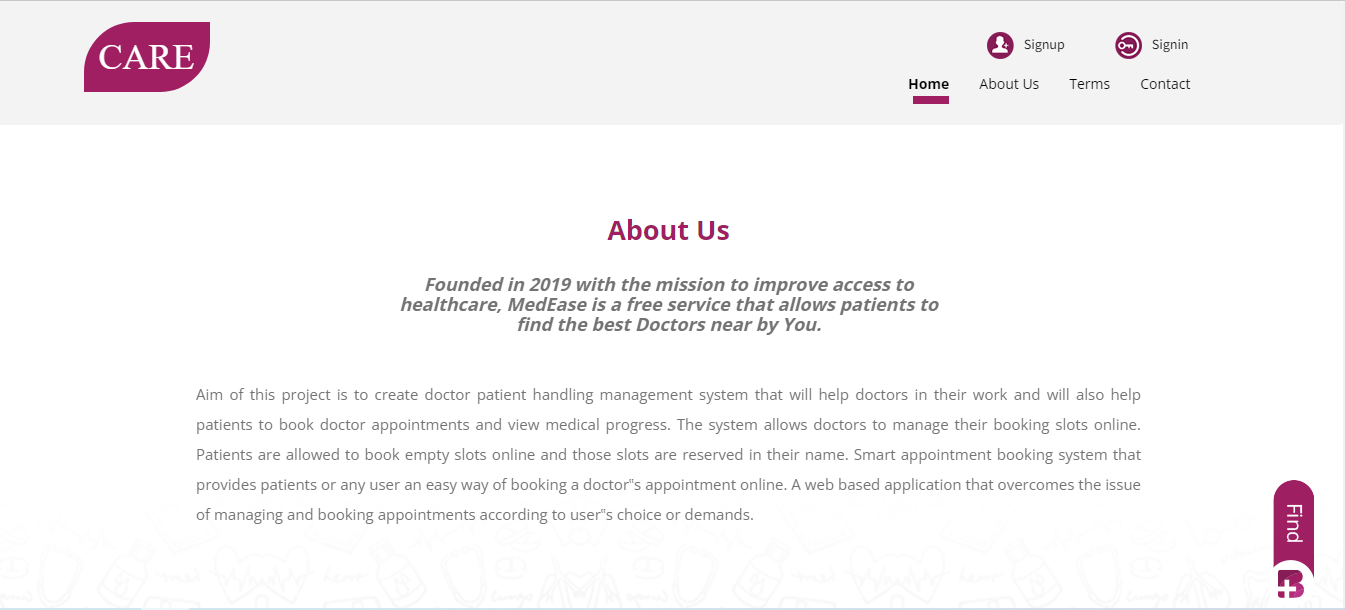 CARE
Signup
Signin
Home
About Us
Terms
Contact
About Us
Founded in 2019 with the mission to improve access to
healthcare, MedEase is a free service that allows patients to
find the best Doctors near by You.
Aim of this project is to create doctor patient handling management system that will help doctors in their work and will also help
patients to book doctor appointments and view medical progress. The system allows doctors to manage their booking slots online.
Patients are allowed to book empty slots online and those slots are reserved in their name. Smart appointment booking system that
provides patients or any user an easy way of booking a doctor‟s appointment online. A web based application that overcomes the issue
of managing and booking appointments according to user‟s choice or demands.
Find